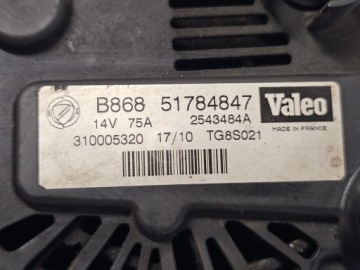 B868 51784847
14V 75A 2543484A
310005320 17/10 TG8S021
Valeo
MADE IN FRANCE